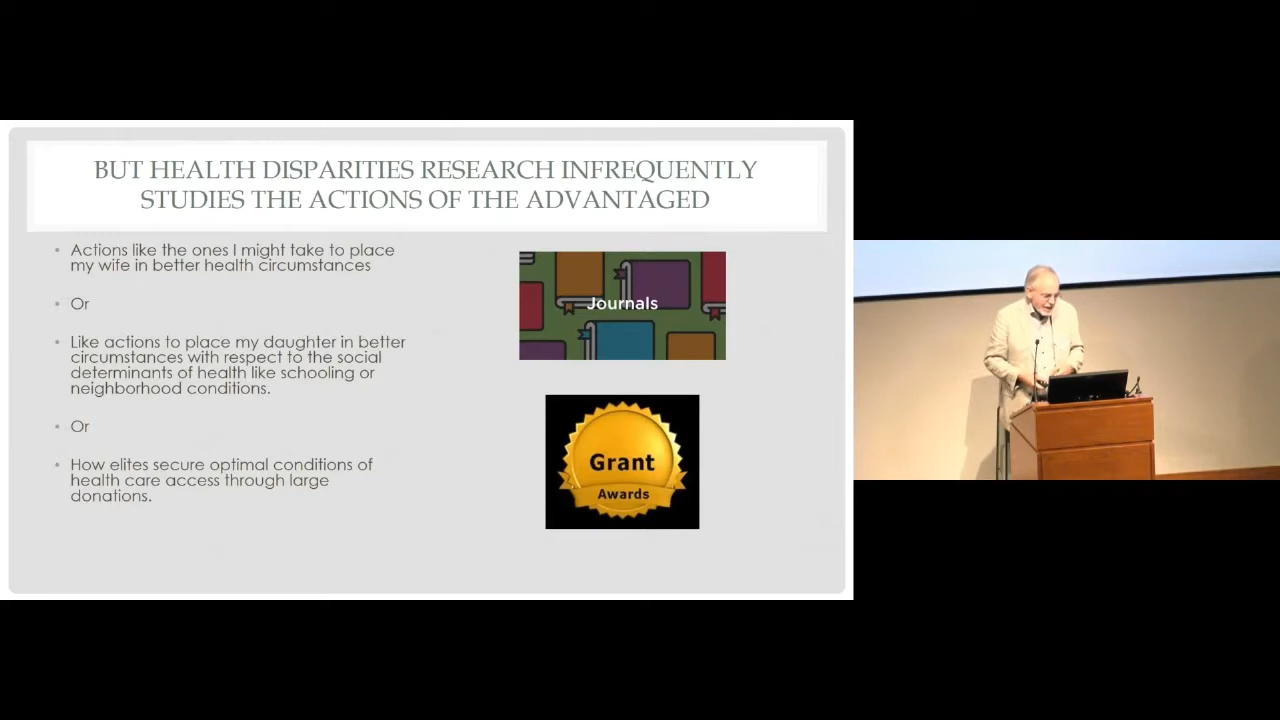 BUT HEALTH DISPARITIES RESEARCH INFREQUENTLY
STUDIES THE ACTIONS OF THE ADVANTAGED
• Actions like the ones I might take to place
my wife in better health circumstances
• Or
• Like actions to place my daughter in better
circumstances with respect to the social
determinants of health like schooling or
neighborhood conditions.
• Or
• How elites secure optimal conditions of
health care access through large
donations.
Journals
Grant
Awards